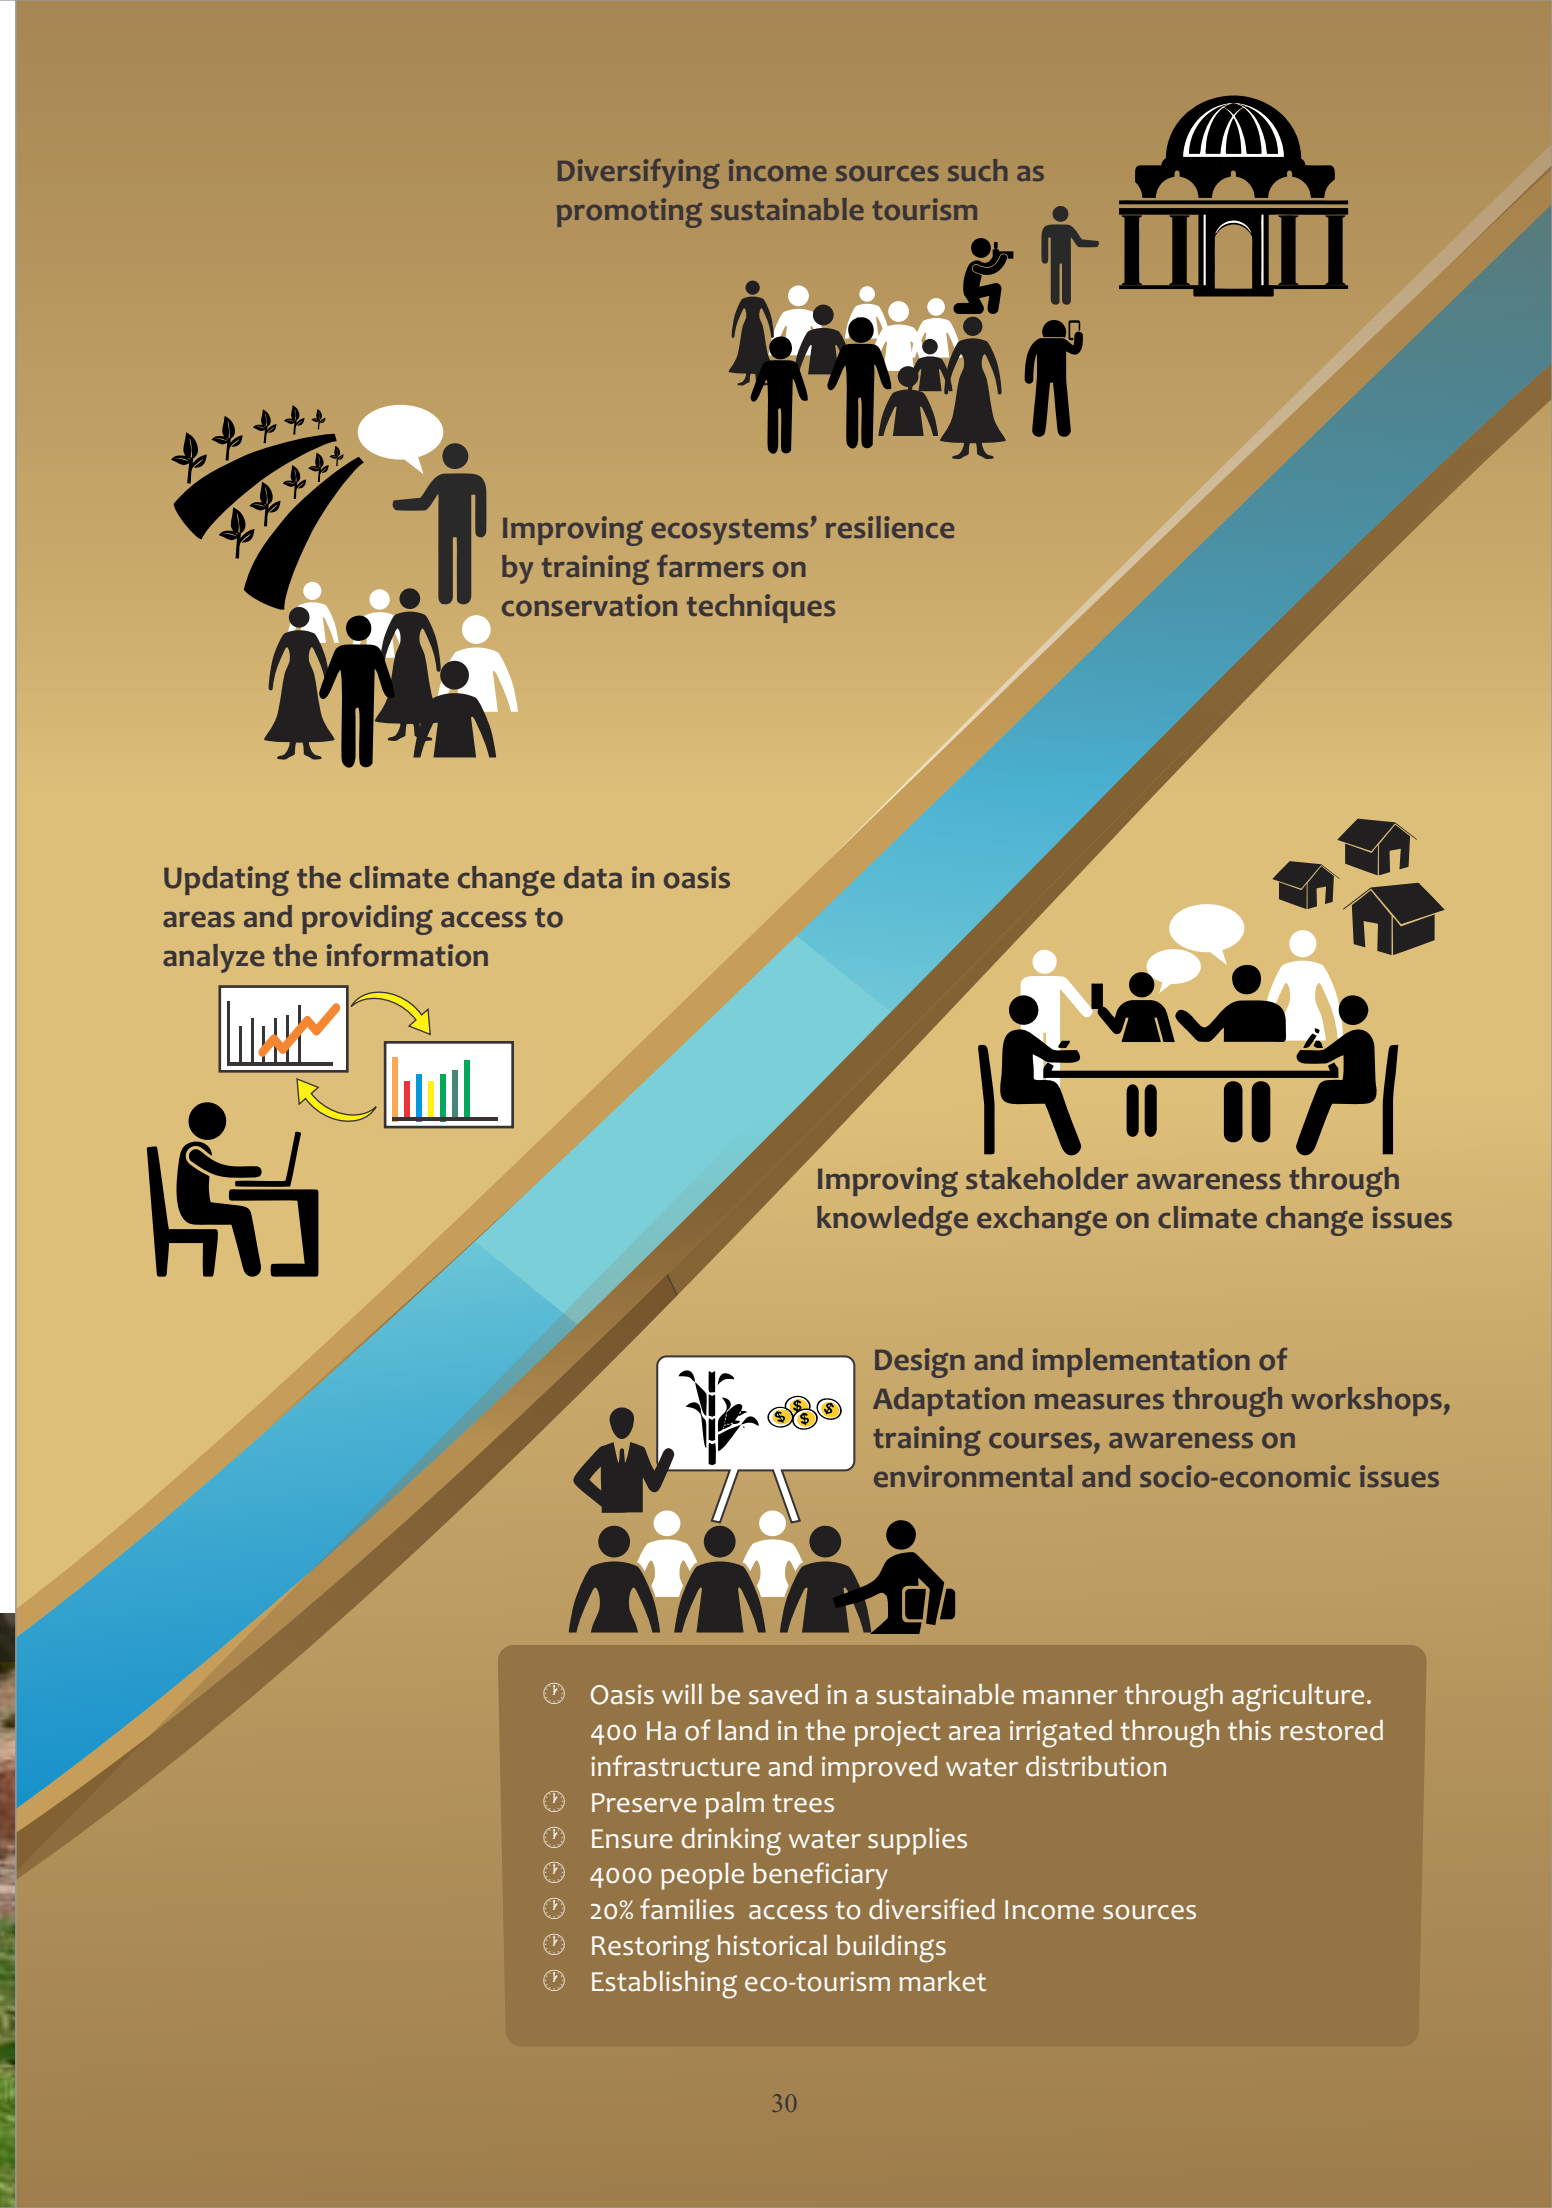 Diversifying income sources such as
promoting sustainable tourism
Improving ecosystems’ resilience
by training farmers on
conservation techniques
Updating the climate change data in oasis
areas and providing access to
analyze the information
Improving stakeholder awareness through
knowledge exchange on climate change issues
Design and implementation of
Adaptation measures through workshops,
training courses, awareness on
environmental and socio-economic issues
$ $ $ $
Oasis will be saved in a sustainable manner through agriculture.
400 Ha of land in the project area irrigated through this restored
infrastructure and improved water distribution
Preserve palm trees
Ensure drinking water supplies
4000 people beneficiary
20% families access to diversified Income sources
Restoring historical buildings
Establishing eco-tourism market
30